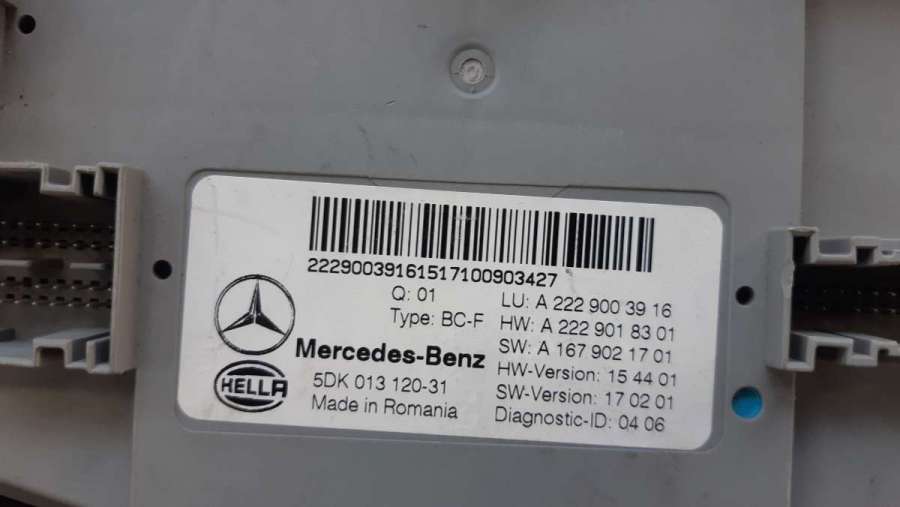 22290039161517100903427
Q: 01
Type: BC-F
Mercedes-Benz
HELLA
5DK 013 120-31
Made in Romania
LU: A 222 900 39 16
HW: A 222 901 83 01
SW: A 167 902 17 01
HW-Version: 15 44 01
SW-Version: 17 02 01
Diagnostic-ID: 04 06